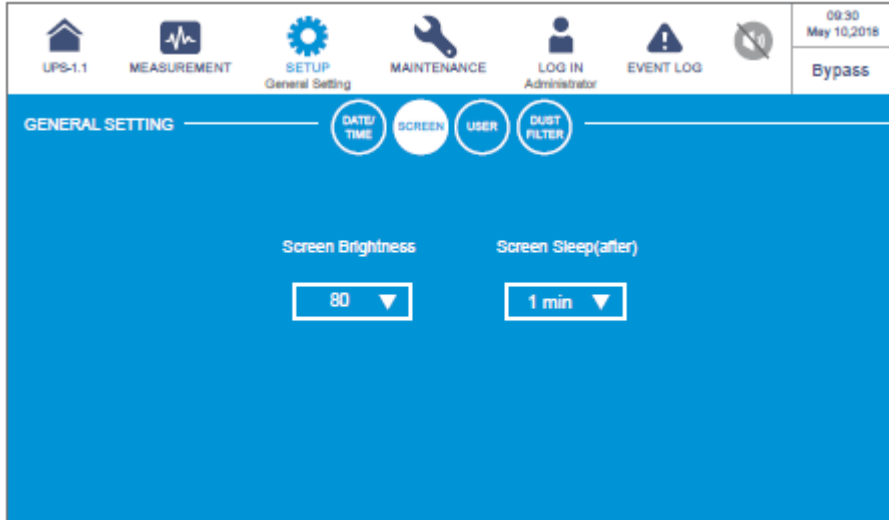 09:30
May 10,2018
UPS-1.1
MEASUREMENT
SETUP
General Setting
MAINTENANCE
LOG IN
Administrator
EVENT LOG
Bypass
GENERAL SETTING
DATE/
TIME
SCREEN
USER
DUST
FILTER
Screen Brightness
Screen Sleep(after)
80
1 min